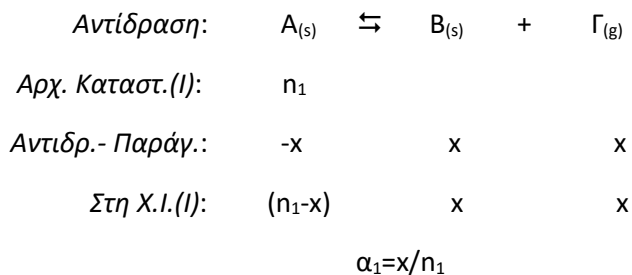 Αντίδραση: Α(s) ⇆ Β(s) + Γ(g)
Αρχ. Καταστ.(Ι): n1
Αντιδρ.- Παράγ.: -x x x
Στη Χ.Ι.(Ι): (n1-x) x x
α1=x/n1